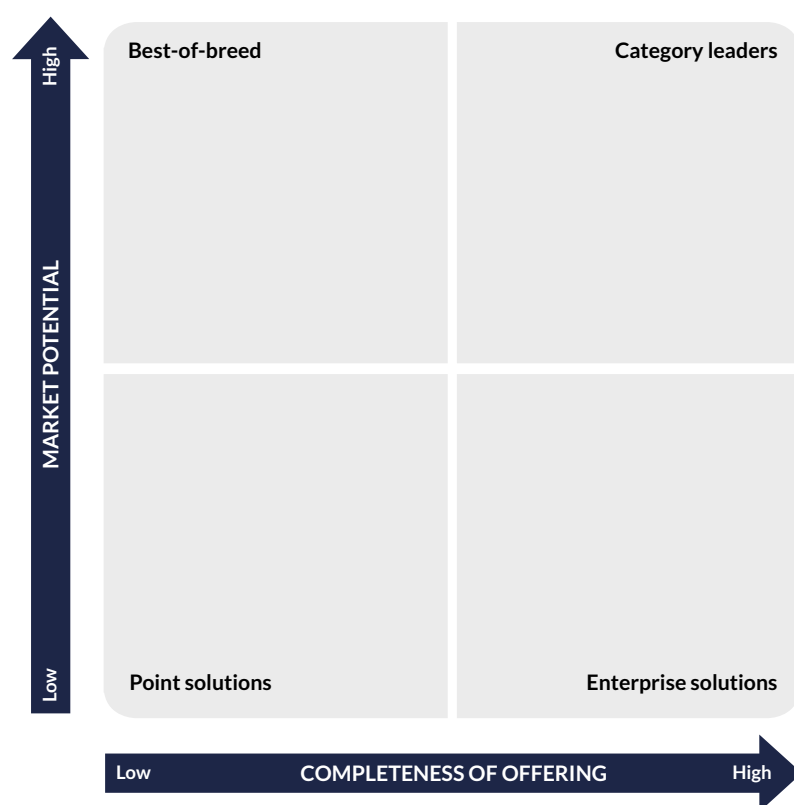 Best-of-breed
Category leaders
High
MARKET POTENTIAL
Low
Point solutions
Enterprise solutions
Low
COMPLETENESS OF OFFERING
High